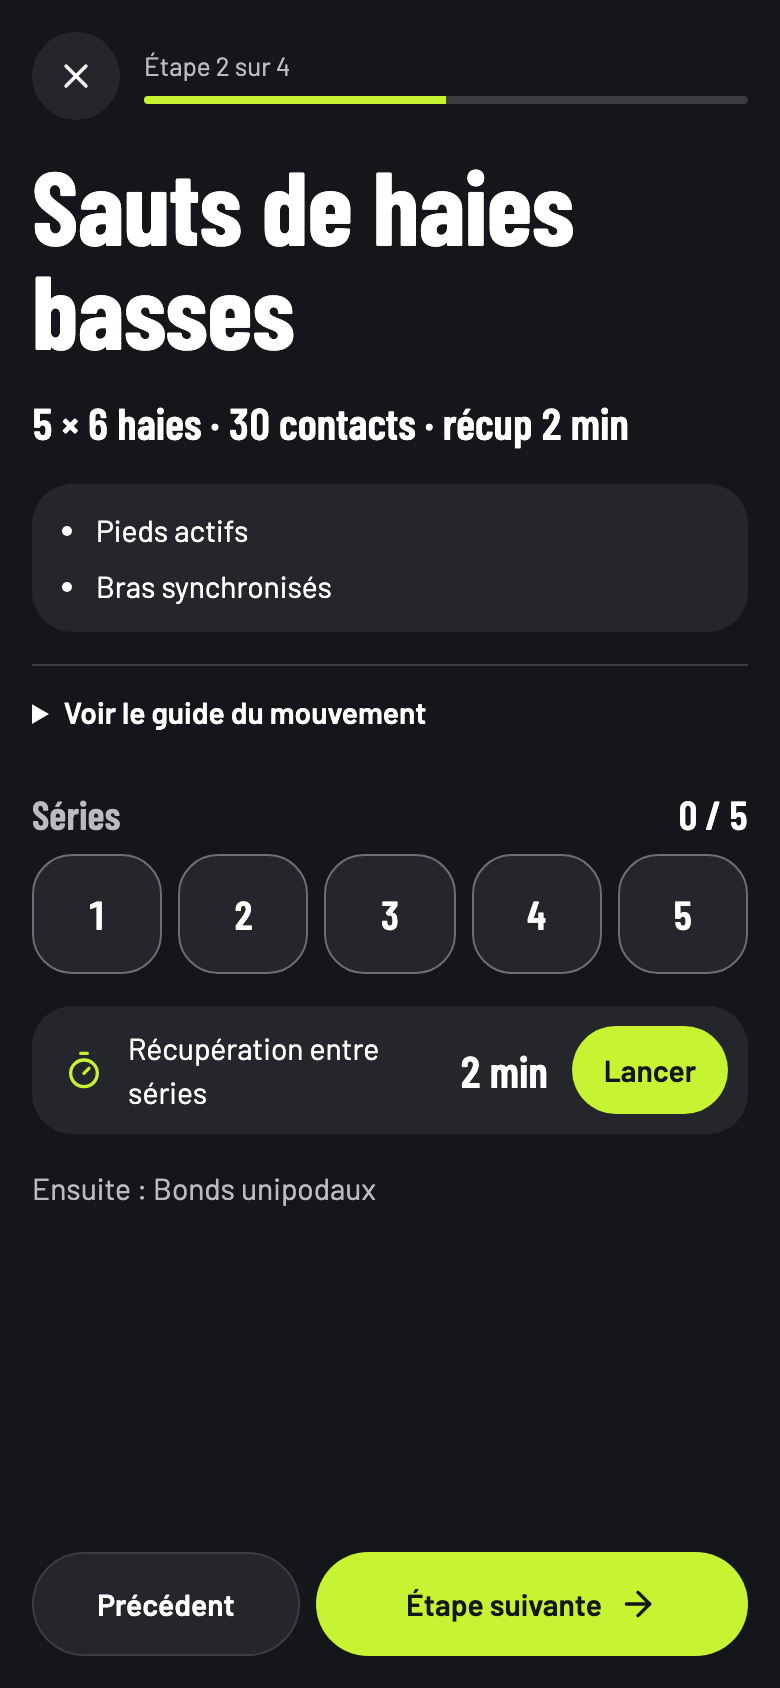 Étape 2 sur 4
Sauts de haies
basses
5 × 6 haies · 30 contacts · récup 2 min
• Pieds actifs
• Bras synchronisés
Voir le guide du mouvement
Séries 0 / 5
1 2 3 4 5
Récupération entre
séries
2 min Lancer
Ensuite : Bonds unipodaux
Précédent Étape suivante →